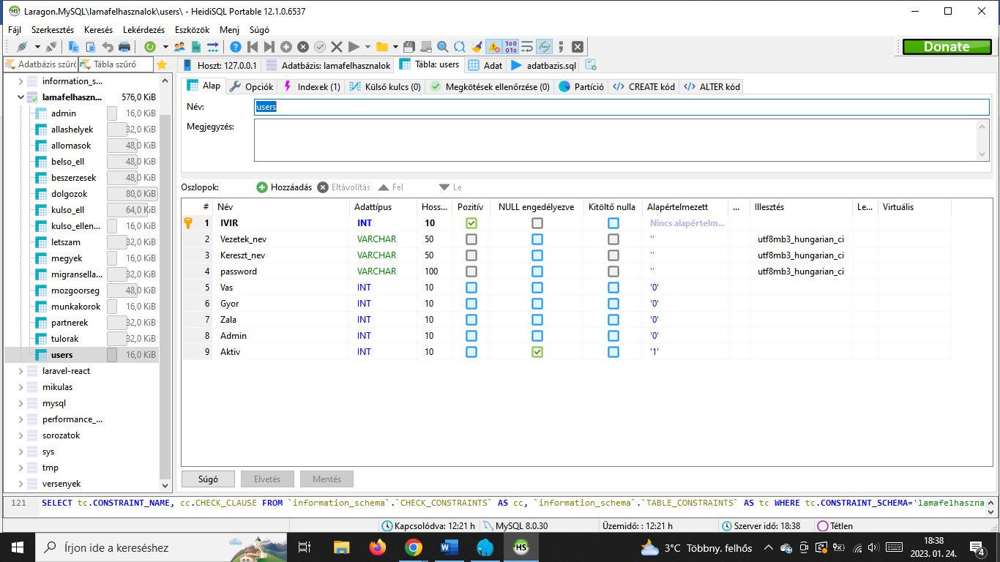 Laragon.MySQL\lamafelhasznalok\users\ - HeidiSQL Portable 12.1.0.6537
Fájl Szerkesztés Keresés Lekérdezés Eszközök Menj Súgó
Donate
Adatbázis szűrő Tábla szűrő
Hoszt: 127.0.0.1 Adatbázis: lamafelhasznalok Tábla: users Adat adatbazis.sql
information_s...
lamafelhaszn... 576,0 KiB
admin 16,0 KiB
allashelyek 32,0 KiB
allomasok 48,0 KiB
belso_ell 48,0 KiB
beszerzesek 48,0 KiB
dolgozok 80,0 KiB
kulso_ell 64,0 KiB
kulso_ellen... 16,0 KiB
letszam 32,0 KiB
megyek 16,0 KiB
migransella... 32,0 KiB
mozgoorseg 48,0 KiB
munkakorok 16,0 KiB
partnerek 32,0 KiB
tulorak 32,0 KiB
users 16,0 KiB
laravel-react
mikulas
mysql
performance_...
sorozatok
sys
tmp
versenyek
Alap Opciók Indexek (1) Külső kulcs (0) Megkötések ellenőrzése (0) Partíció CREATE kód ALTER kód
Név: users
Megjegyzés:
Oszlopok: Hozzáadás Eltávolítás Fel Le
# Név Adattípus Hoss... Pozitív NULL engedélyezve Kitöltő nulla Alapértelmezett ... Illesztés Le... Virtuális
1 IVIR INT 10 Nincs alapértelm...
2 Vezetek_nev VARCHAR 50 '' utf8mb3_hungarian_ci
3 Kereszt_nev VARCHAR 50 '' utf8mb3_hungarian_ci
4 password VARCHAR 100 '' utf8mb3_hungarian_ci
5 Vas INT 10 '0'
6 Gyor INT 10 '0'
7 Zala INT 10 '0'
8 Admin INT 10 '0'
9 Aktiv INT 10 '1'
Súgó Elvetés Mentés
121 SELECT tc.CONSTRAINT_NAME, cc.CHECK_CLAUSE FROM `information_schema`.`CHECK_CONSTRAINTS` AS cc, `information_schema`.`TABLE_CONSTRAINTS` AS tc WHERE tc.CONSTRAINT_SCHEMA='lamafelhaszna
Kapcsolódva: 12:21 h MySQL 8.0.30 Üzemidő: : 12:21 h Szerver idő: 18:38 Tétlen
Írjon ide a kereséshez
3°C Többny. felhős
18:38
2023. 01. 24.
4